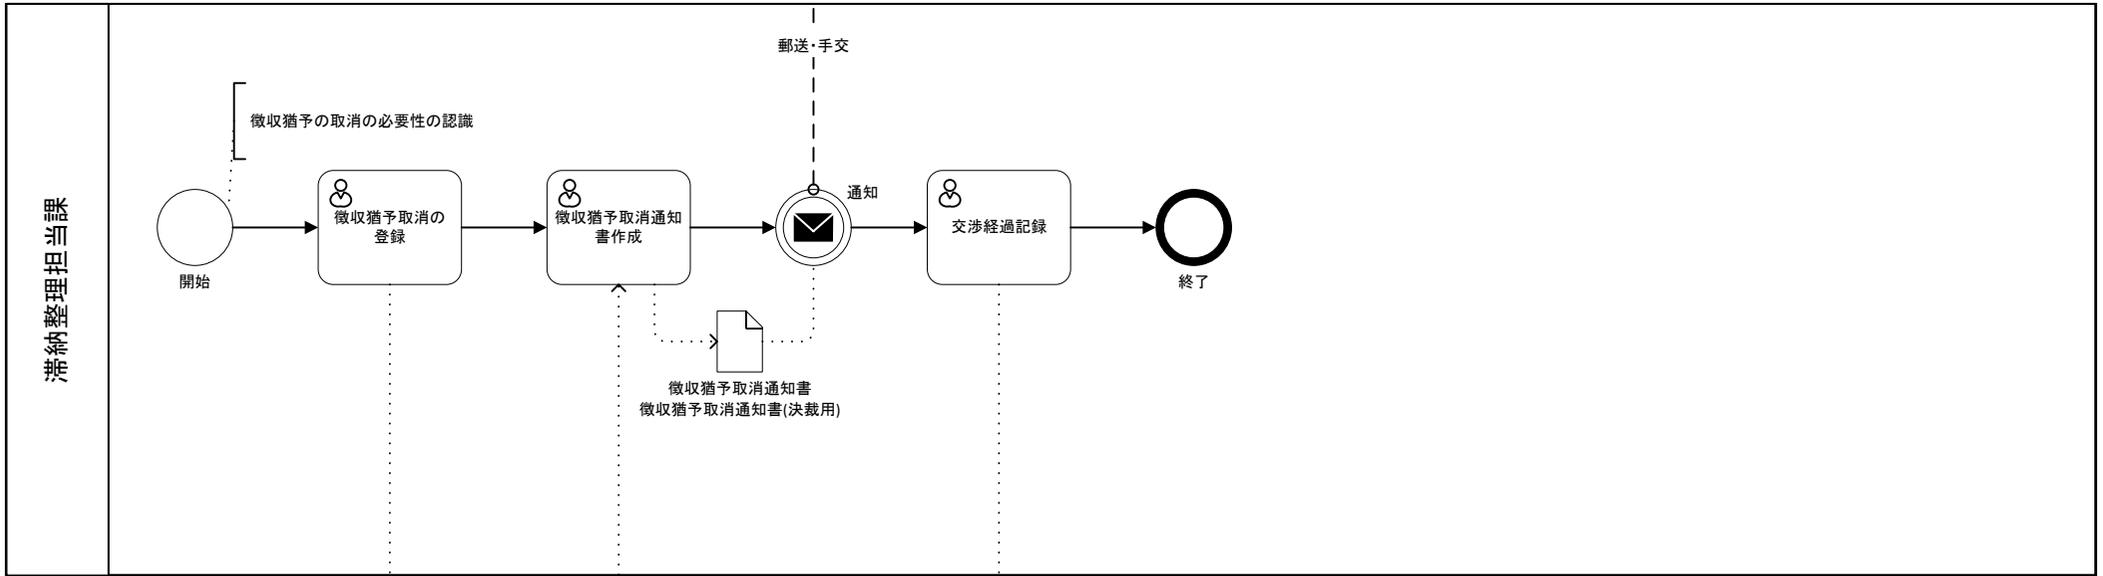 滞納整理担当課
郵送・手交
徴収猶予の取消の必要性の認識
開始
徴収猶予取消の
登録
徴収猶予取消通知
書作成
通知
交渉経過記録
終了
徴収猶予取消通知書
徴収猶予取消通知書(決裁用)